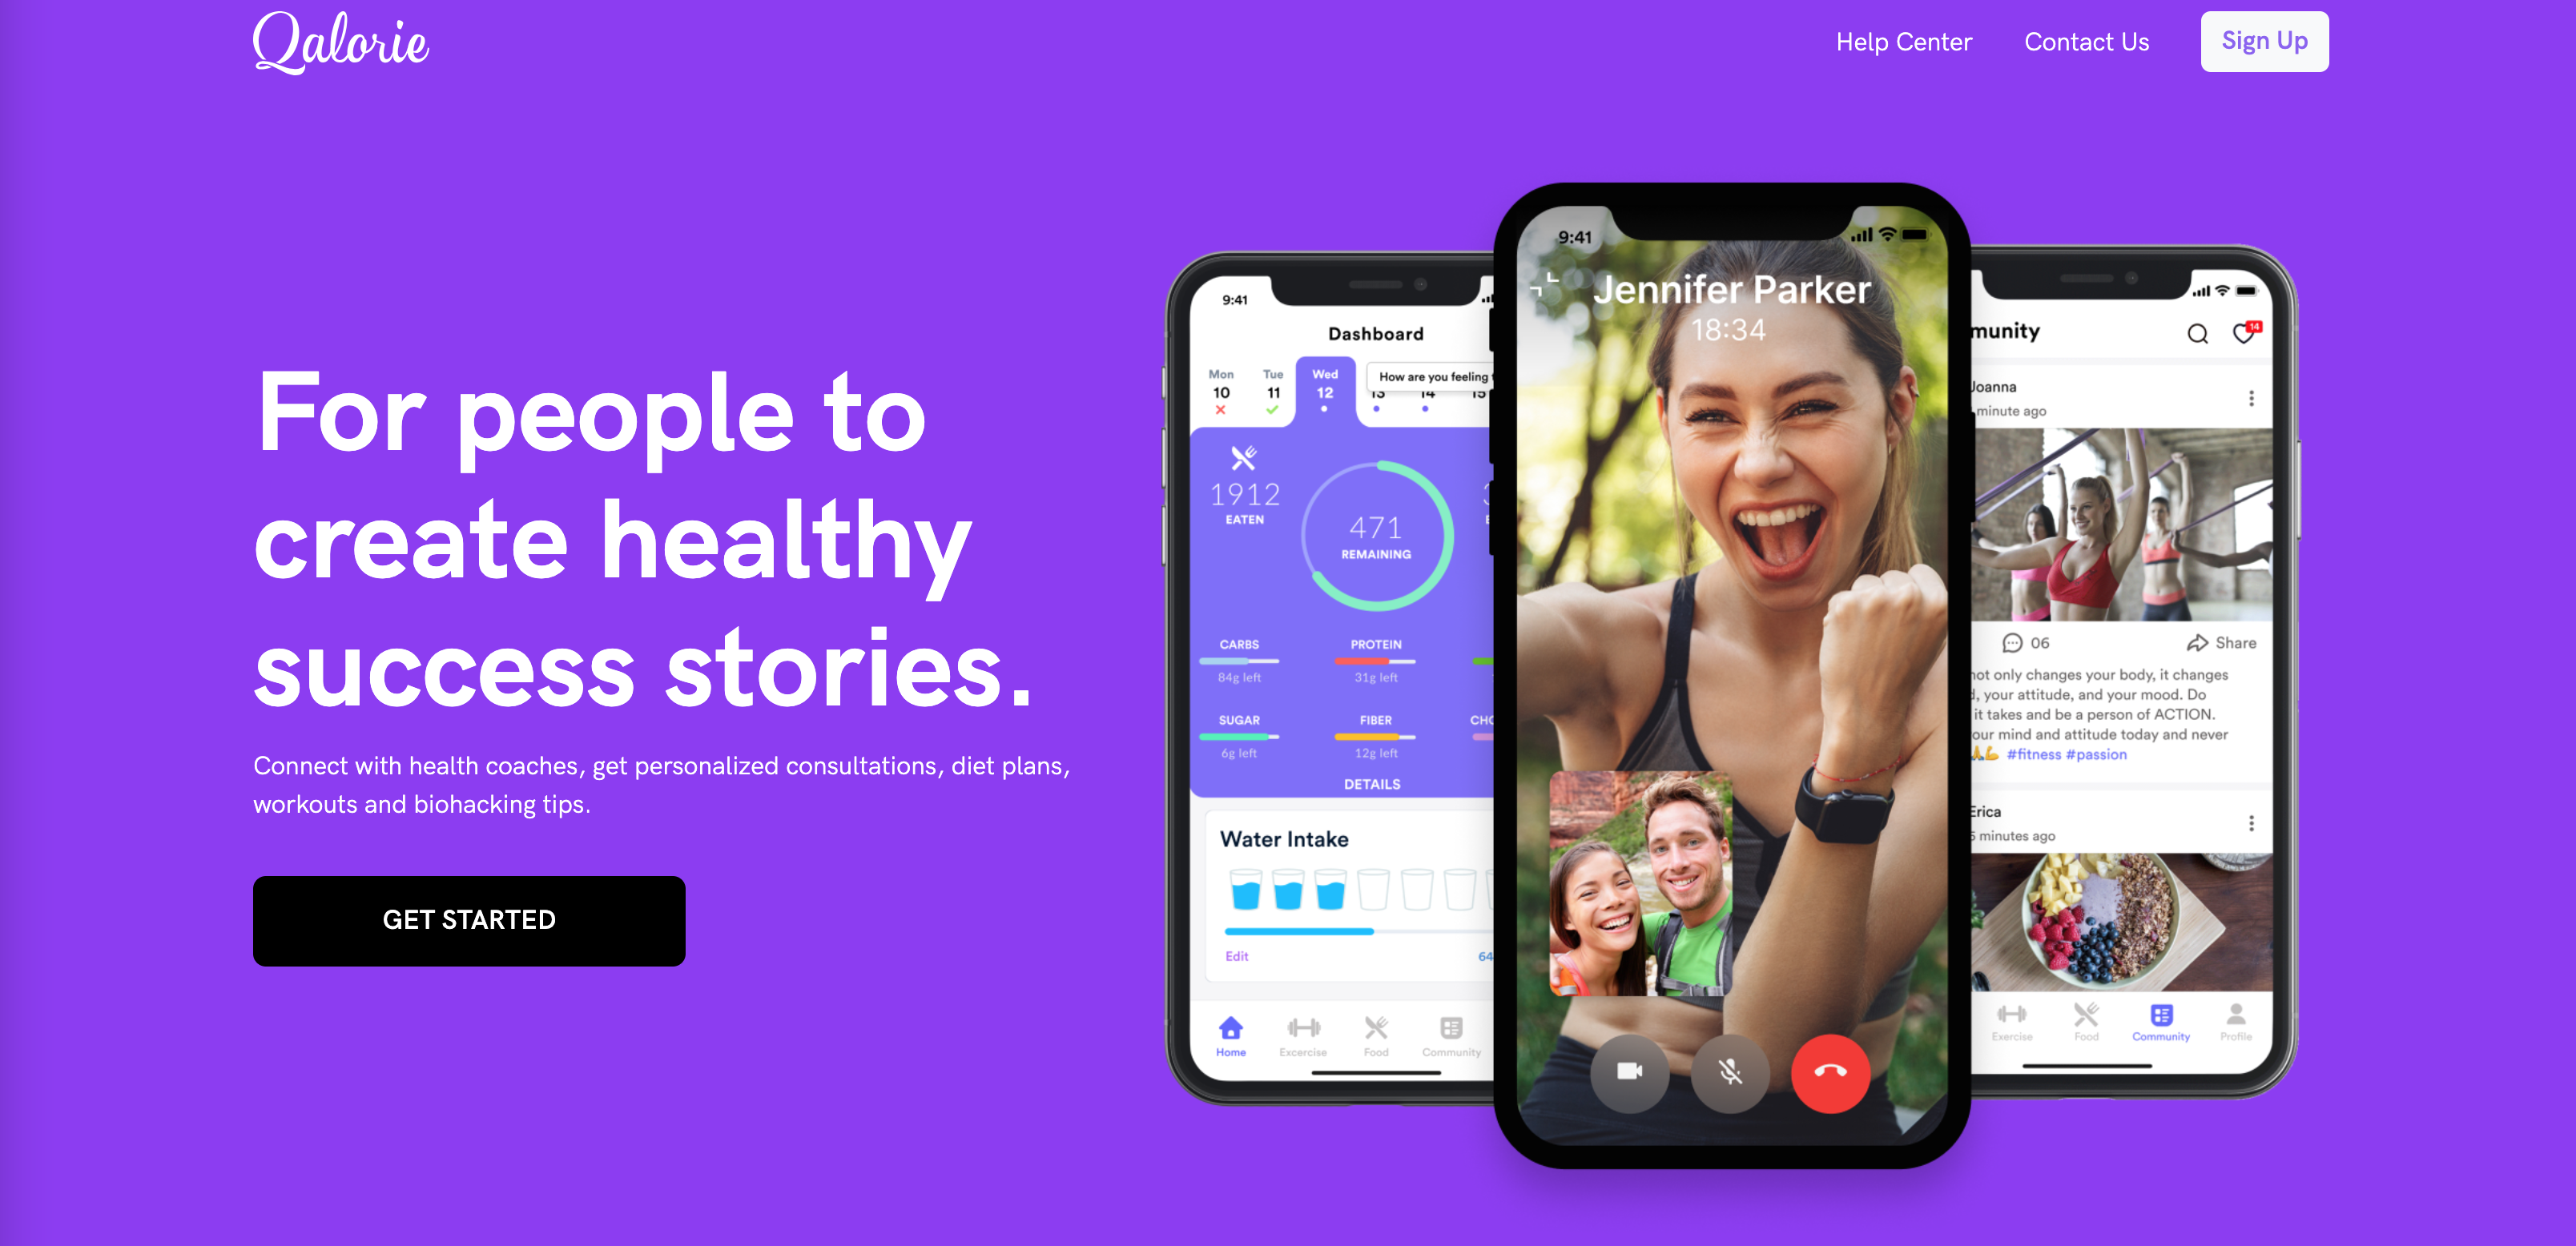 Qalorie
Help Center
Contact Us
Sign Up
For people to
create healthy
success stories.
Connect with health coaches, get personalized consultations, diet plans,
workouts and biohacking tips.
GET STARTED
9:41
Dashboard
Mon Tue Wed
10 11 12 13 14 15
How are you feeling
1912
EATEN
471
REMAINING
CARBS PROTEIN
84g left 31g left
SUGAR FIBER
6g left 12g left
DETAILS
Water Intake
Edit 64
Home Excercise Food Community
9:41
Jennifer Parker
18:34
munity
14
Joanna
minute ago
06 Share
not only changes your body, it changes
, your attitude, and your mood. Do
it takes and be a person of ACTION.
our mind and attitude today and never
#fitness #passion
Erica
5 minutes ago
Exercise Food Community Profile